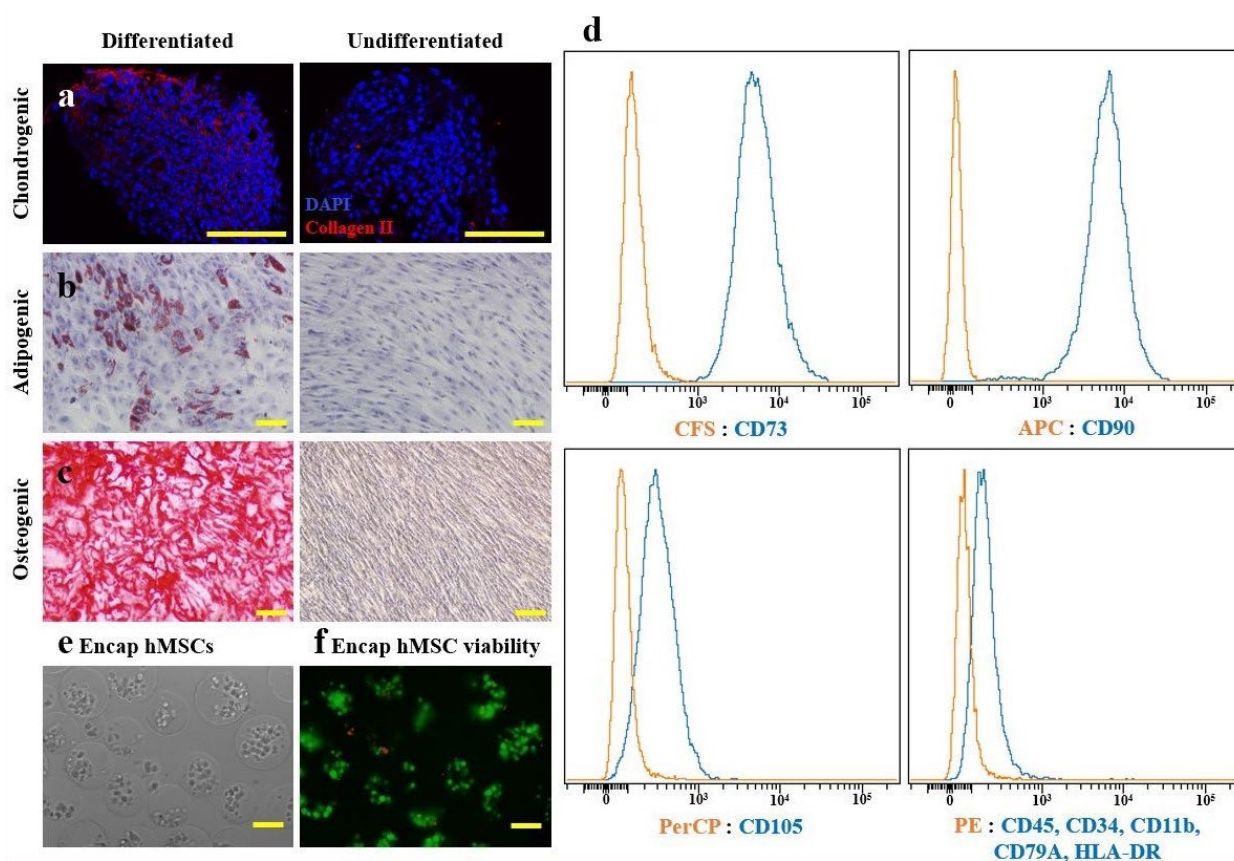 Differentiated
Undifferentiated
d
Chondrogenic
a
DAPI
Collagen II
Adipogenic
b
Osteogenic
c
0 10³ 10⁴ 10⁵
CFS : CD73
0 10³ 10⁴ 10⁵
APC : CD90
e Encap hMSCs
f Encap hMSC viability
0 10³ 10⁴ 10⁵
PerCP : CD105
0 10³ 10⁴ 10⁵
PE : CD45, CD34, CD11b,
CD79A, HLA-DR